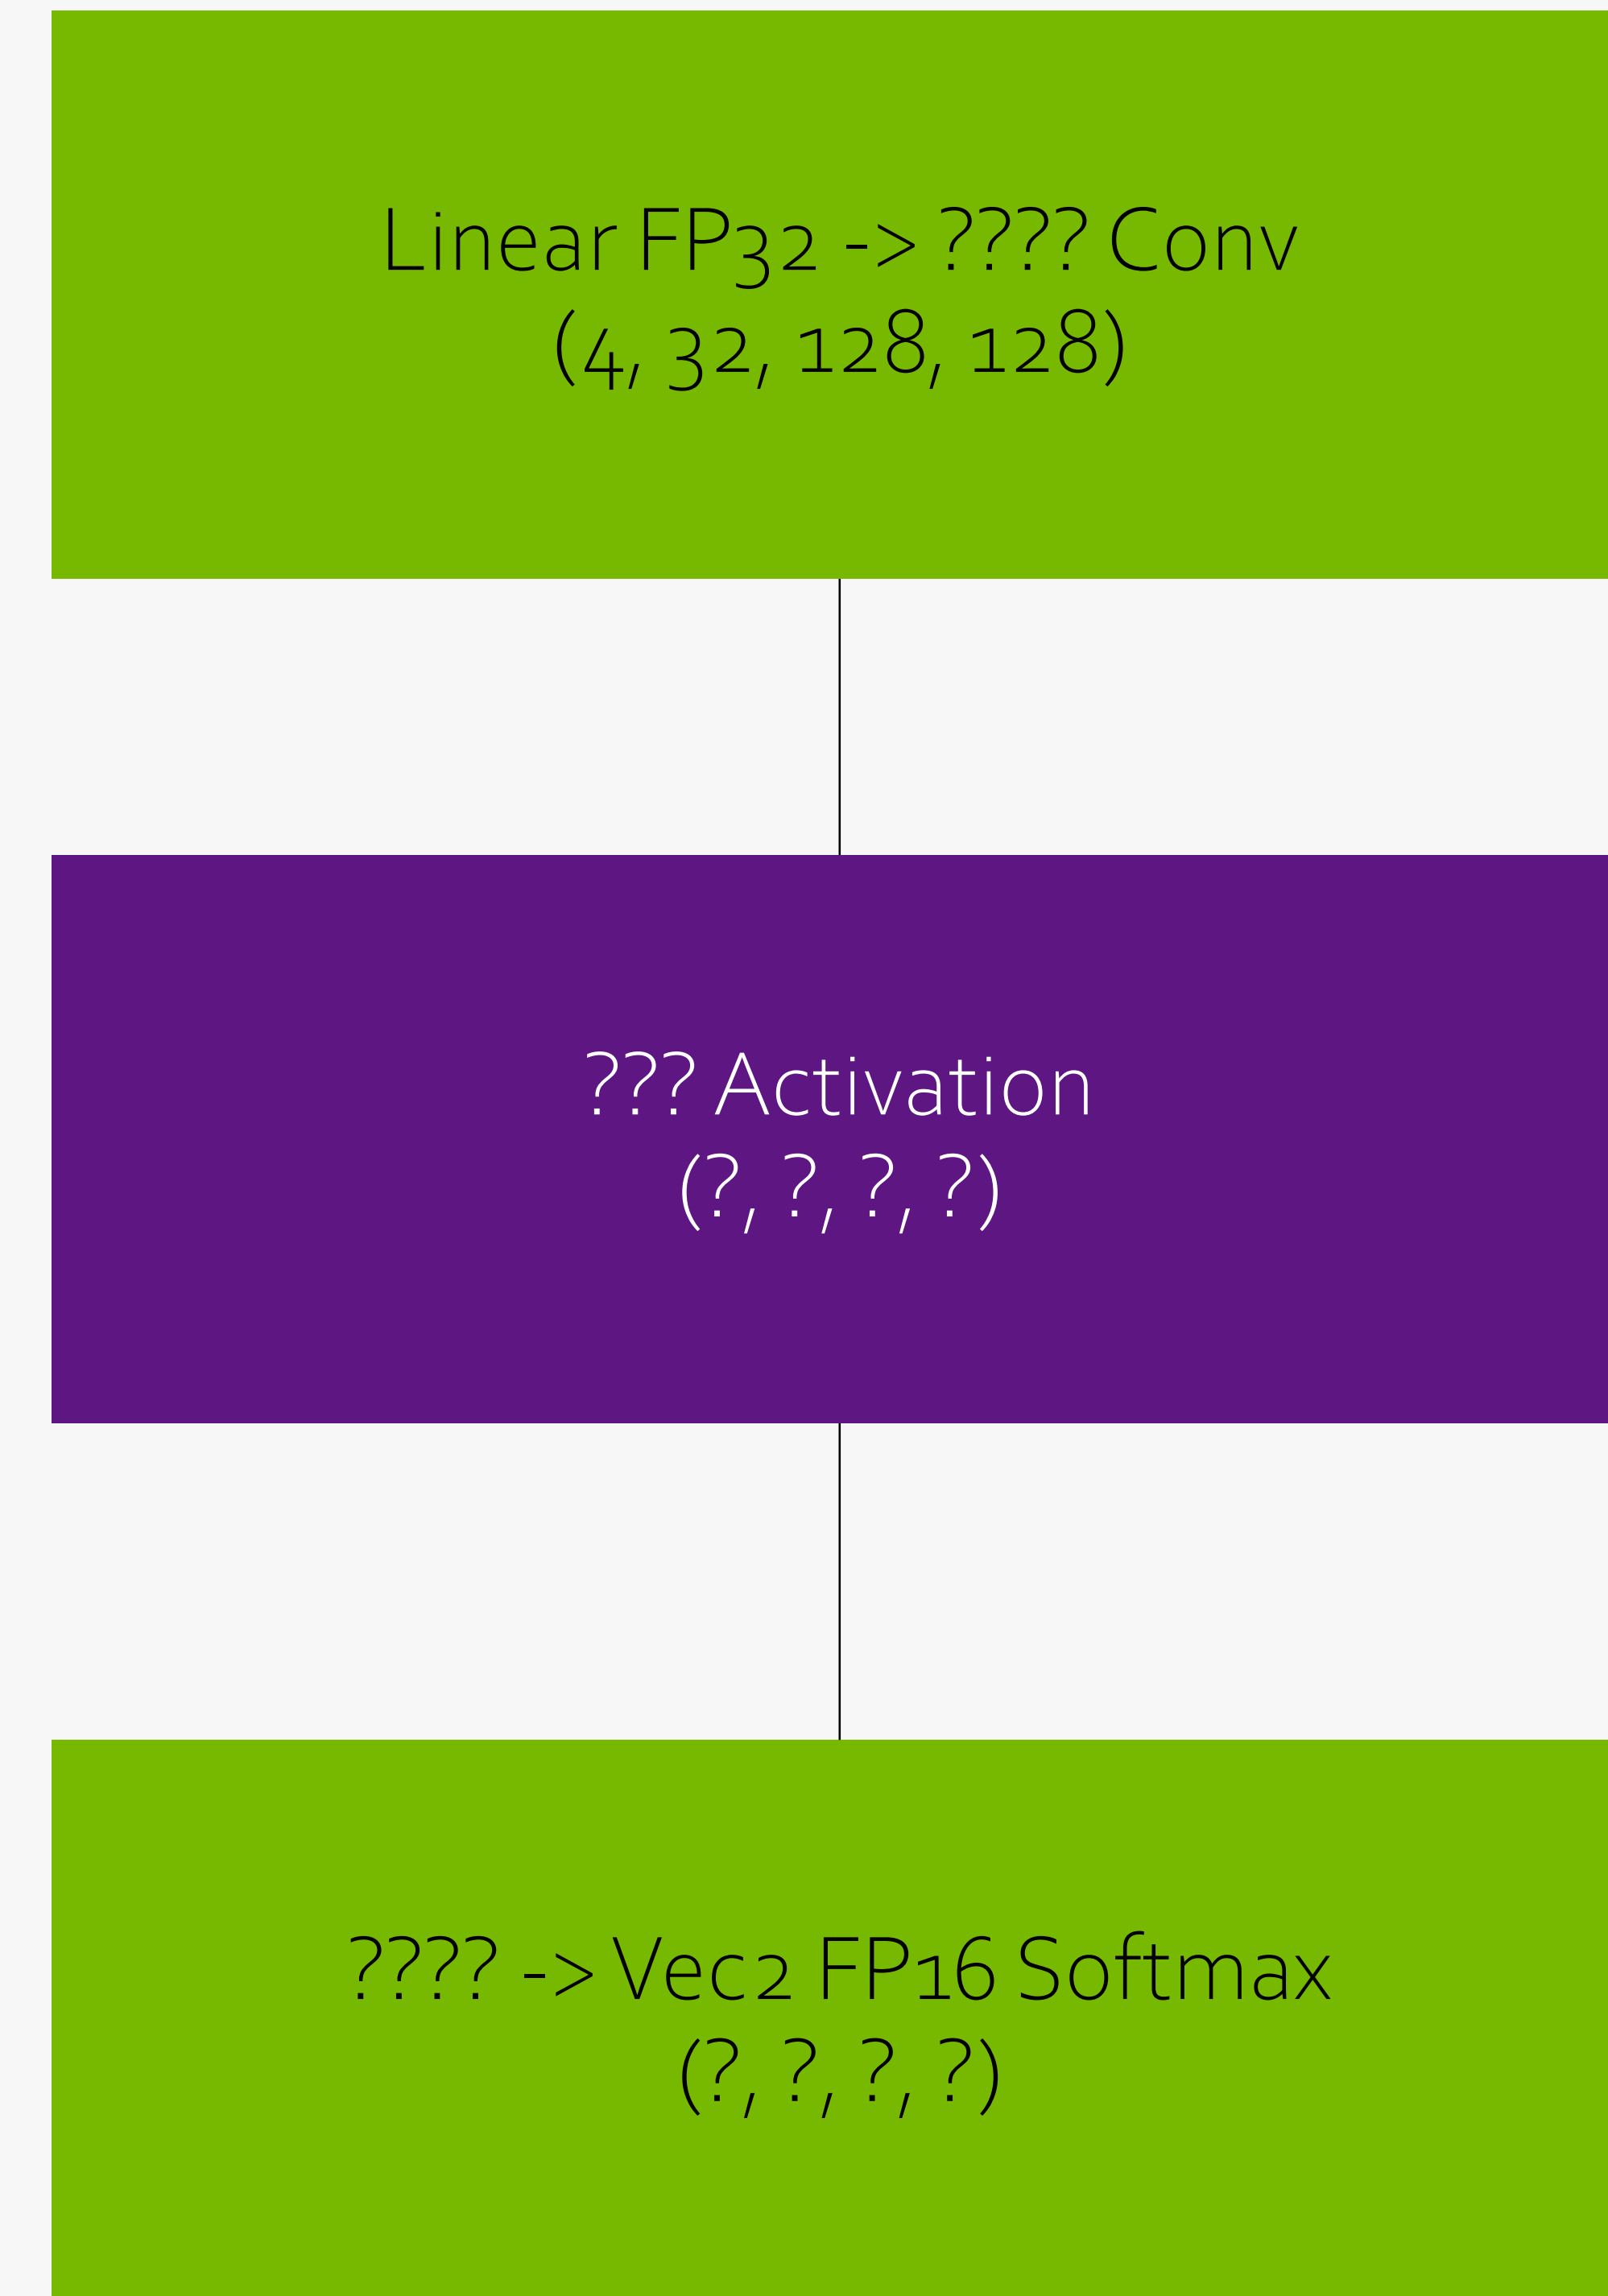 Linear FP32 -> ???? Conv
(4, 32, 128, 128)
??? Activation
(?, ?, ?, ?)
???? -> Vec2 FP16 Softmax
(?, ?, ?, ?)